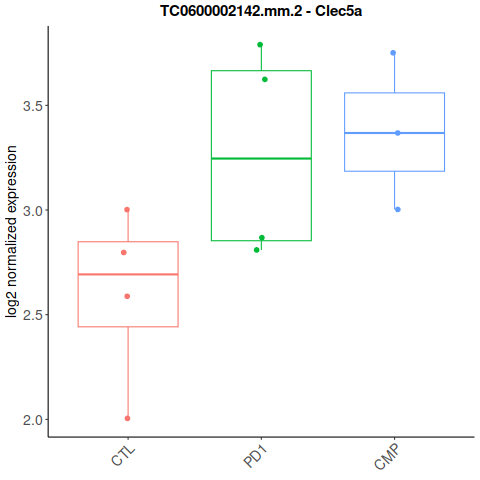 TC0600002142.mm.2 - Clec5a
log2 normalized expression
3.5
3.0
2.5
2.0
CTL
PD1
CMP